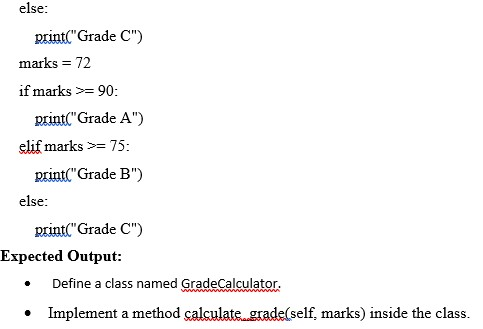 else:
print("Grade C")
marks = 72
if marks >= 90:
print("Grade A")
elif marks >= 75:
print("Grade B")
else:
print("Grade C")
Expected Output:
• Define a class named GradeCalculator.
• Implement a method calculate_grade(self, marks) inside the class.